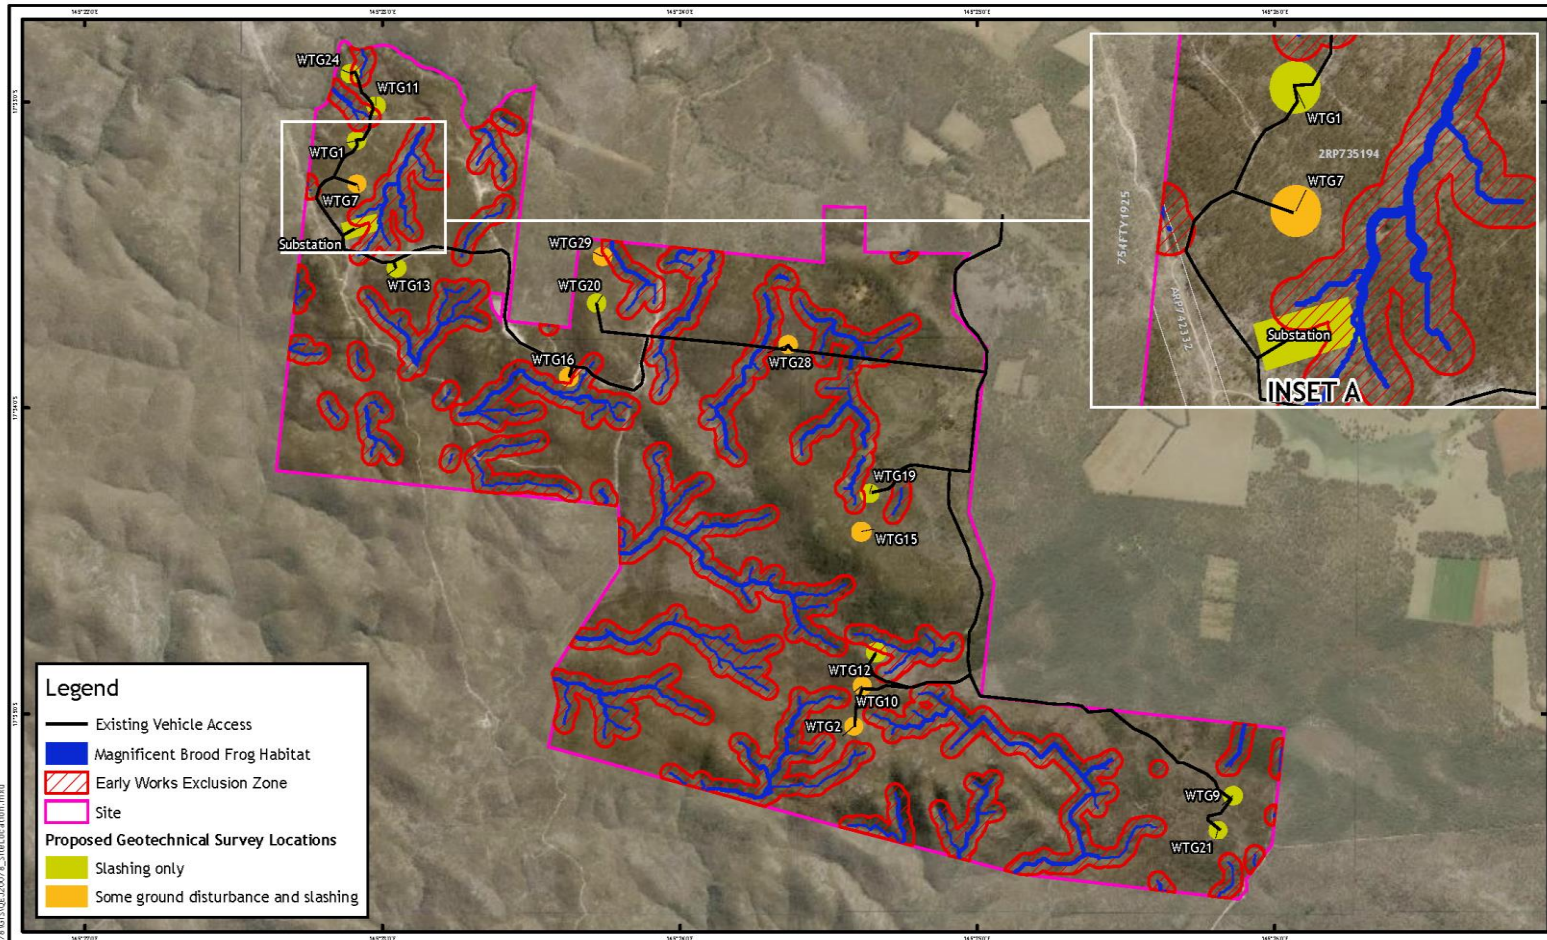 WTG24
WTG11
WTG1
WTG7
Substation
WTG13
WTG29
WTG20
WTG16
WTG28
WTG19
WTG15
WTG12
WTG10
WTG2
WTG9
WTG21
WTG1
2RP735194
WTG7
754FTY1925
ARP742332
Substation
INSET A
Legend
Existing Vehicle Access
Magnificent Brood Frog Habitat
Early Works Exclusion Zone
Site
Proposed Geotechnical Survey Locations
Slashing only
Some ground disturbance and slashing